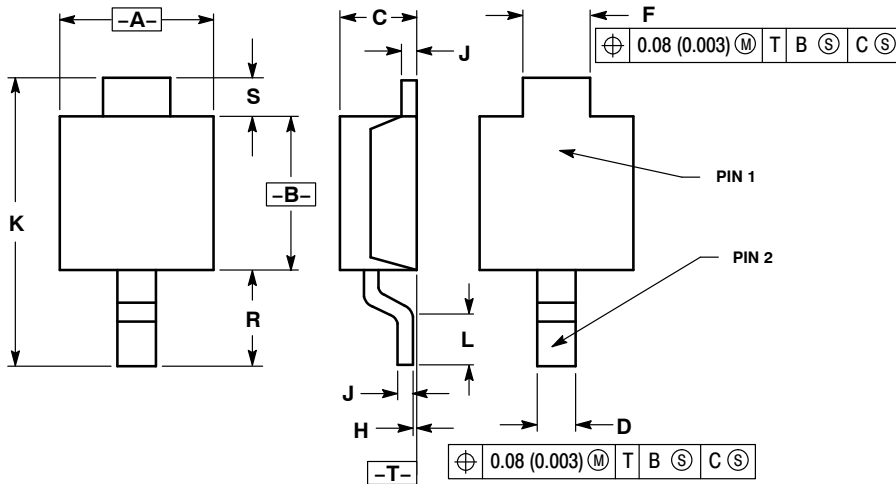 –A–
C
F
⌖ 0.08 (0.003) Ⓜ T B Ⓢ C Ⓢ
J
S
K
–B–
PIN 1
PIN 2
R
L
J
H
D
⌖ 0.08 (0.003) Ⓜ T B Ⓢ C Ⓢ
–T–